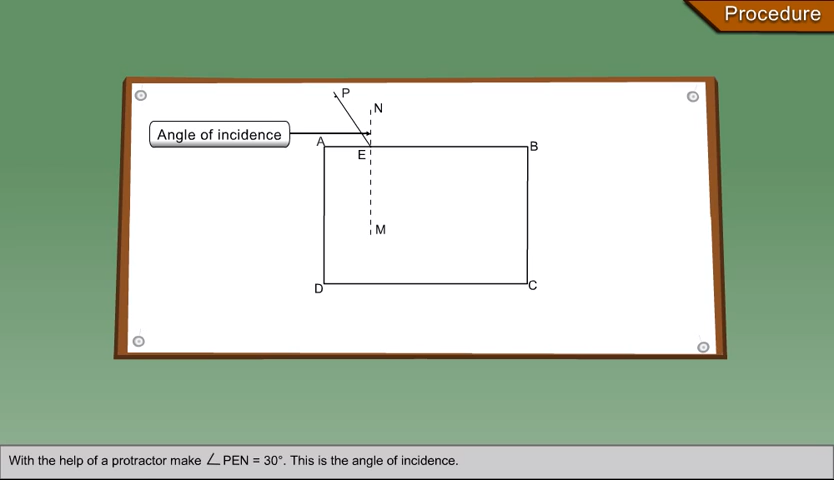 Procedure
P
N
Angle of incidence
A
E
B
M
D
C
With the help of a protractor make ∠PEN = 30°. This is the angle of incidence.